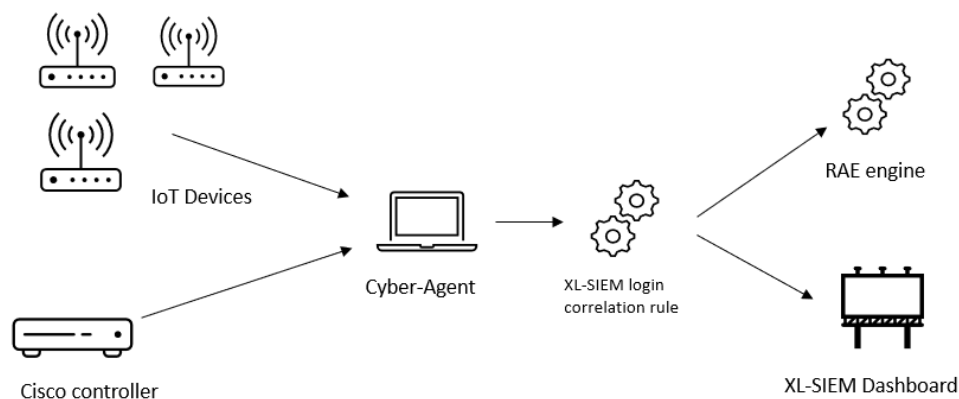 IoT Devices
RAE engine
Cyber-Agent
XL-SIEM login
correlation rule
Cisco controller
XL-SIEM Dashboard